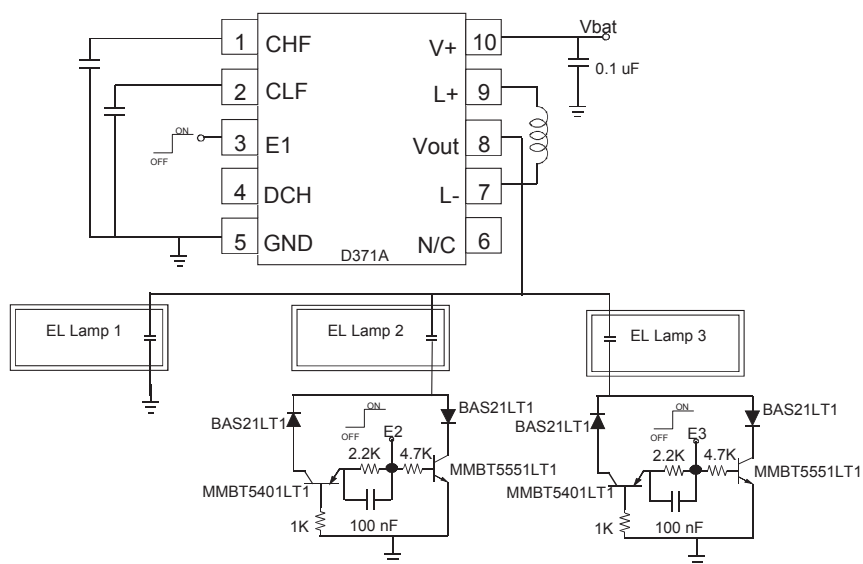 1 CHF
2 CLF
3 E1
4 DCH
5 GND
V+ 10
L+ 9
Vout 8
L- 7
N/C 6
D371A
Vbat
0.1 uF
ON
OFF
EL Lamp 1
EL Lamp 2
EL Lamp 3
BAS21LT1
ON
OFF
E2
BAS21LT1
2.2K
4.7K
MMBT5551LT1
MMBT5401LT1
1K
100 nF
BAS21LT1
ON
OFF
E3
BAS21LT1
2.2K
4.7K
MMBT5551LT1
MMBT5401LT1
1K
100 nF